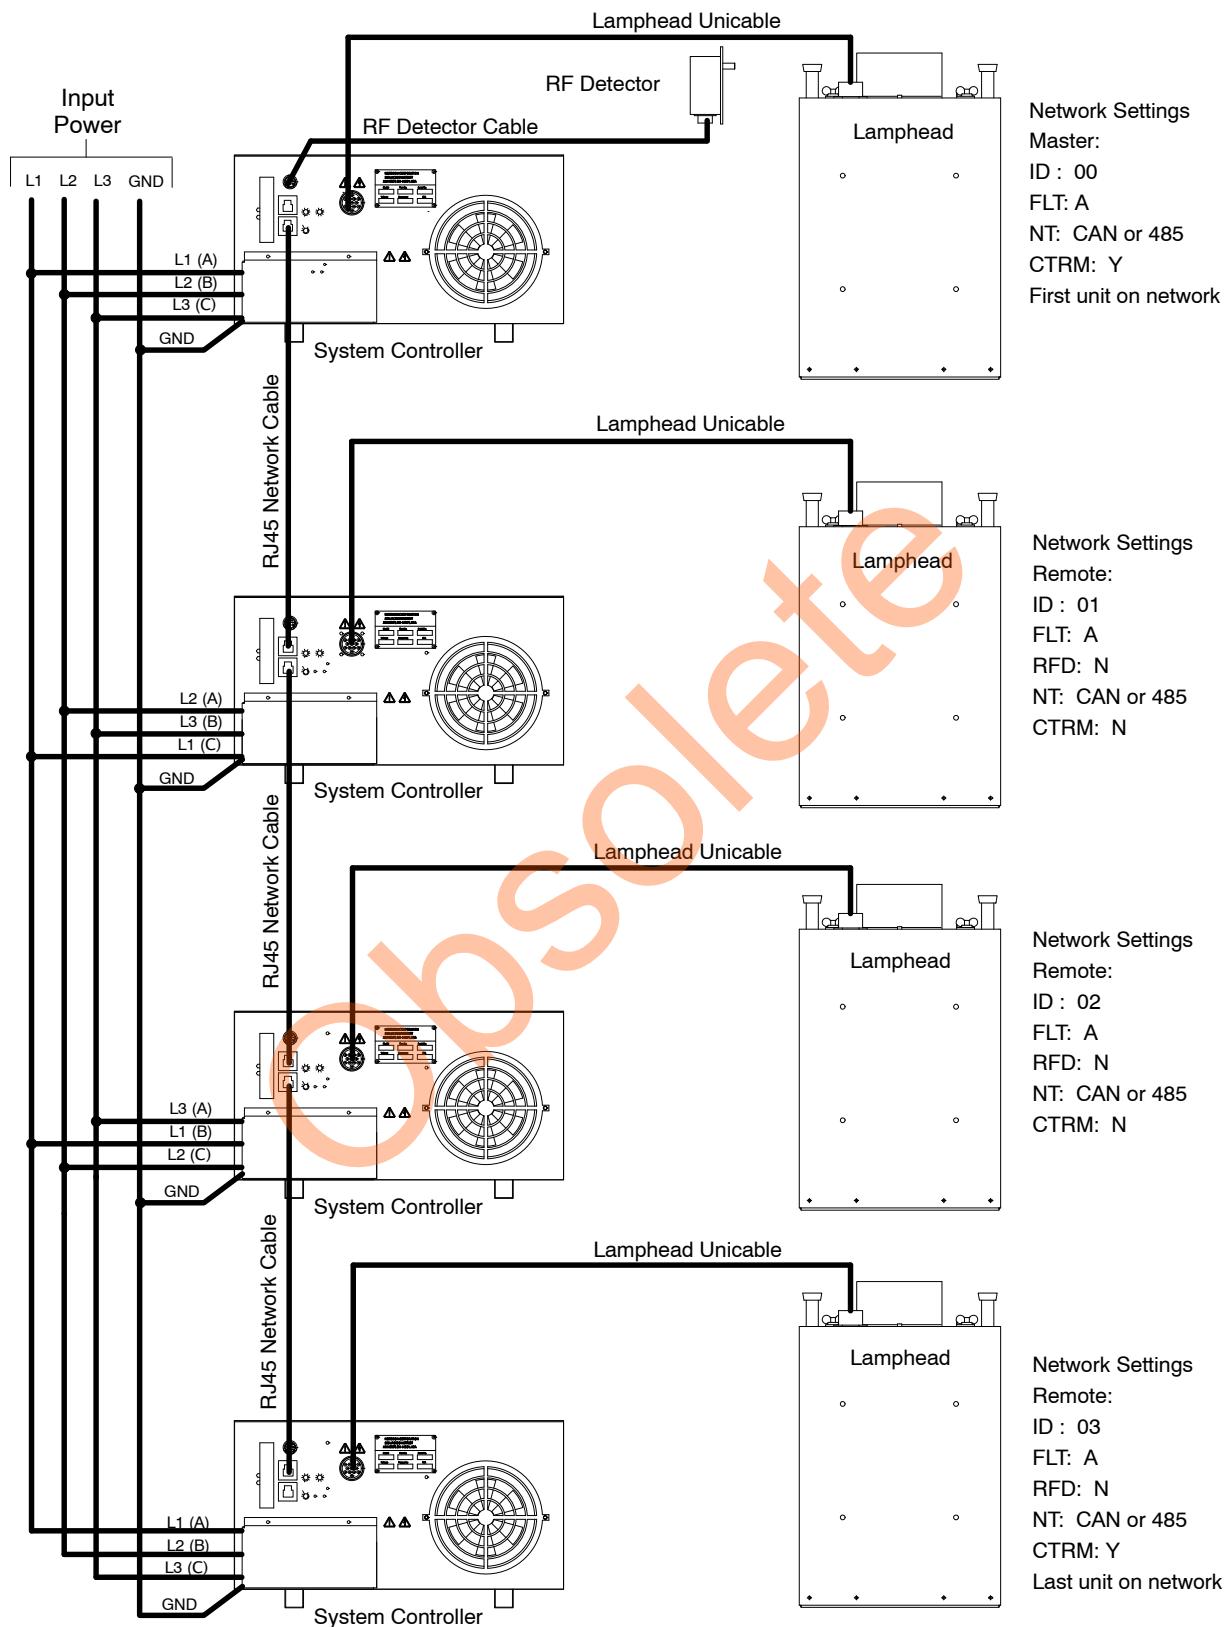 Lamphead Unicable
RF Detector
Input
Power
RF Detector Cable
L1 L2 L3 GND
Lamphead
Network Settings
Master:
ID : 00
FLT: A
NT: CAN or 485
CTRM: Y
First unit on network
L1 (A)
L2 (B)
L3 (C)
GND
System Controller
RJ45 Network Cable
Lamphead Unicable
Lamphead
Network Settings
Remote:
ID : 01
FLT: A
RFD: N
NT: CAN or 485
CTRM: N
L2 (A)
L3 (B)
L1 (C)
GND
System Controller
RJ45 Network Cable
Obsolete
Lamphead Unicable
Lamphead
Network Settings
Remote:
ID : 02
FLT: A
RFD: N
NT: CAN or 485
CTRM: N
L3 (A)
L1 (B)
L2 (C)
GND
System Controller
RJ45 Network Cable
Lamphead Unicable
Lamphead
Network Settings
Remote:
ID : 03
FLT: A
RFD: N
NT: CAN or 485
CTRM: Y
Last unit on network
L1 (A)
L2 (B)
L3 (C)
GND
System Controller